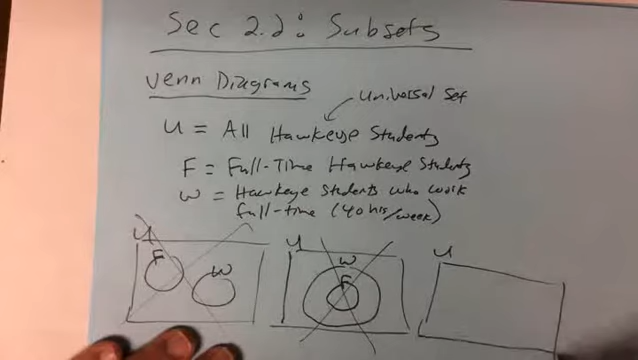 Sec 2.2: Subsets
Venn Diagrams
Universal Set
U = All Hawkeye Students
F = Full-Time Hawkeye Students
W = Hawkeye Students who work
full-time (40 hrs/week)
U U U
F W W
F